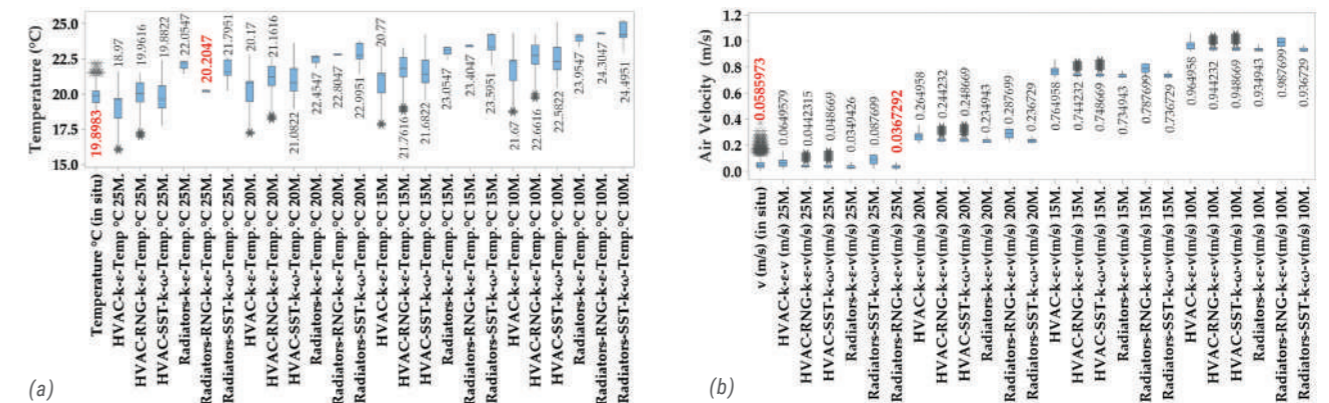 Temperature (°C)
25.0
22.5
20.0
17.5
15.0
19.8983
18.97
19.9616
19.8822
22.0547
20.2047
21.7951
20.17
21.1616
21.0822
22.4547
22.8047
22.9951
20.77
21.7616
21.6822
23.0547
23.4047
23.5951
21.67
22.6616
22.5822
23.9547
24.3047
24.4951
Temperature °C (in situ)
HVAC-k-ε-Temp.°C 25M.
HVAC-RNG-k-ε-Temp.°C 25M.
HVAC-SST-k-ω-Temp.°C 25M.
Radiators-k-ε-Temp.°C 25M.
Radiators-RNG-k-ε-Temp.°C 25M.
Radiators-SST-k-ω-Temp.°C 25M.
HVAC-k-ε-Temp.°C 20M.
HVAC-RNG-k-ε-Temp.°C 20M.
HVAC-SST-k-ω-Temp.°C 20M.
Radiators-k-ε-Temp.°C 20M.
Radiators-RNG-k-ε-Temp.°C 20M.
Radiators-SST-k-ω-Temp.°C 20M.
HVAC-k-ε-Temp.°C 15M.
HVAC-RNG-k-ε-Temp.°C 15M.
HVAC-SST-k-ω-Temp.°C 15M.
Radiators-k-ε-Temp.°C 15M.
Radiators-RNG-k-ε-Temp.°C 15M.
Radiators-SST-k-ω-Temp.°C 15M.
HVAC-k-ε-Temp.°C 10M.
HVAC-RNG-k-ε-Temp.°C 10M.
HVAC-SST-k-ω-Temp.°C 10M.
Radiators-k-ε-Temp.°C 10M.
Radiators-RNG-k-ε-Temp.°C 10M.
Radiators-SST-k-ω-Temp.°C 10M.
(a)
Air Velocity (m/s)
1.2
1.0
0.8
0.6
0.4
0.2
0.0
0.0585973
0.0649579
0.0442315
0.048669
0.0349426
0.087699
0.0367292
0.264958
0.244232
0.248669
0.234943
0.287699
0.236729
0.764958
0.744232
0.748669
0.734943
0.787699
0.736729
0.964958
0.944232
0.948669
0.934943
0.987699
0.936729
v (m/s) (in situ)
HVAC-k-ε-v (m/s) 25M.
HVAC-RNG-k-ε-v(m/s) 25M.
HVAC-SST-k-ω-v(m/s) 25M.
Radiators-k-ε-v(m/s) 25M.
Radiators-SST-k-ε-v(m/s) 25M.
Radiators-RNG-k-ε-v(m/s) 25M.
HVAC-k-ε-v(m/s) 20M.
HVAC-RNG-k-ε-v(m/s) 20M.
HVAC-SST-k-ω-v(m/s) 20M.
Radiators-k-ε-v(m/s) 20M.
Radiators-RNG-k-ε-v(m/s) 20M.
Radiators-SST-k-ω-v(m/s) 20M.
HVAC-k-ε-v(m/s) 15M.
HVAC-RNG-k-ε-v(m/s) 15M.
HVAC-SST-k-ω-v(m/s) 15M.
Radiators-k-ε-v(m/s) 15M.
Radiators-RNG-k-ε-v(m/s) 15M.
Radiators-SST-k-ω-v(m/s) 15M.
HVAC-k-ε-v(m/s) 10M.
HVAC-RNG-k-ε-v(m/s) 10M.
HVAC-SST-k-ω-v(m/s) 10M.
Radiators-k-ε-v(m/s) 10M.
Radiators-RNG-k-ε-v(m/s) 10M.
Radiators-SST-k-ω-v(m/s) 10M.
(b)